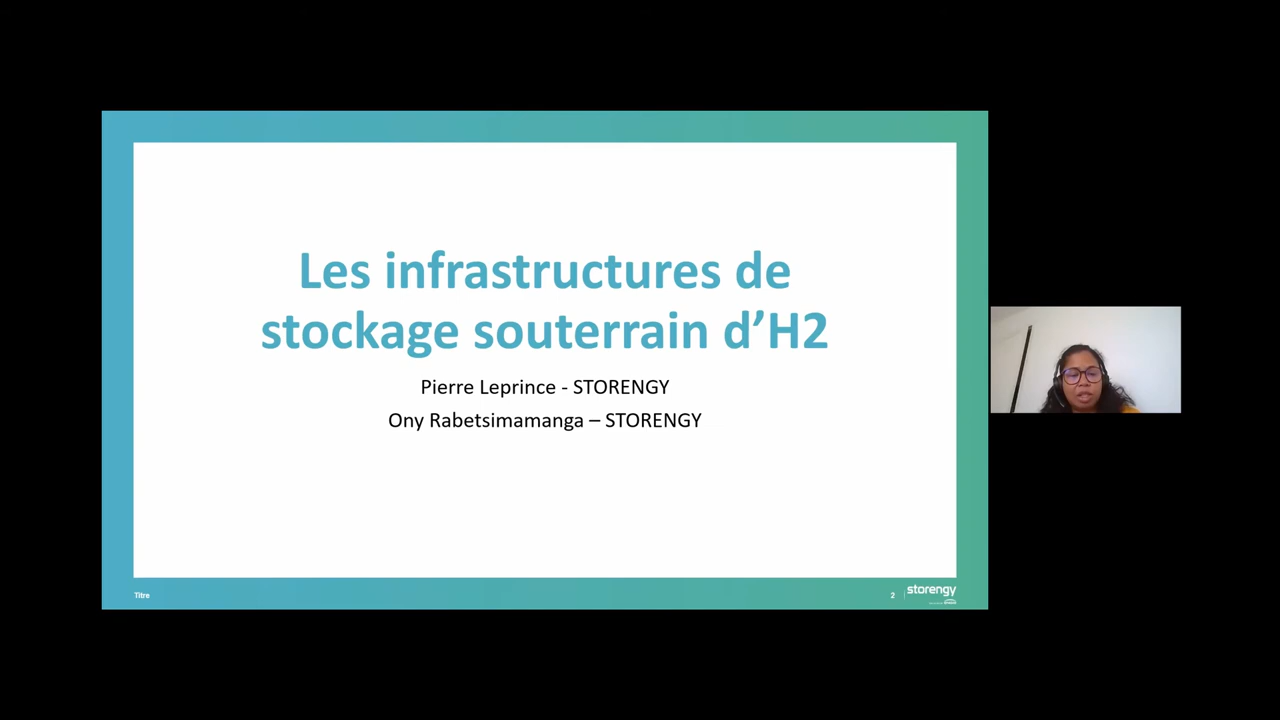 Les infrastructures de
stockage souterrain d’H2
Pierre Leprince - STORENGY
Ony Rabetsimamanga – STORENGY
Titre
2
storengy